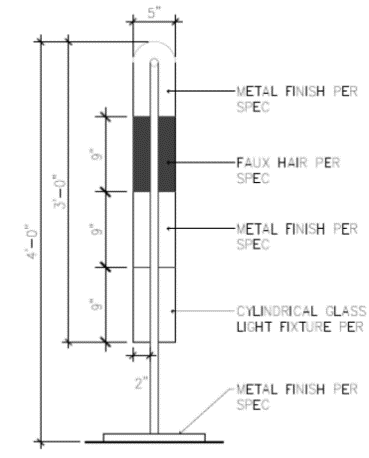 5"
METAL FINISH PER
SPEC
9"
FAUX HAIR PER
SPEC
3'-0"
4'-0"
9"
METAL FINISH PER
SPEC
9"
CYLINDRICAL GLASS
LIGHT FIXTURE PER
2"
METAL FINISH PER
SPEC